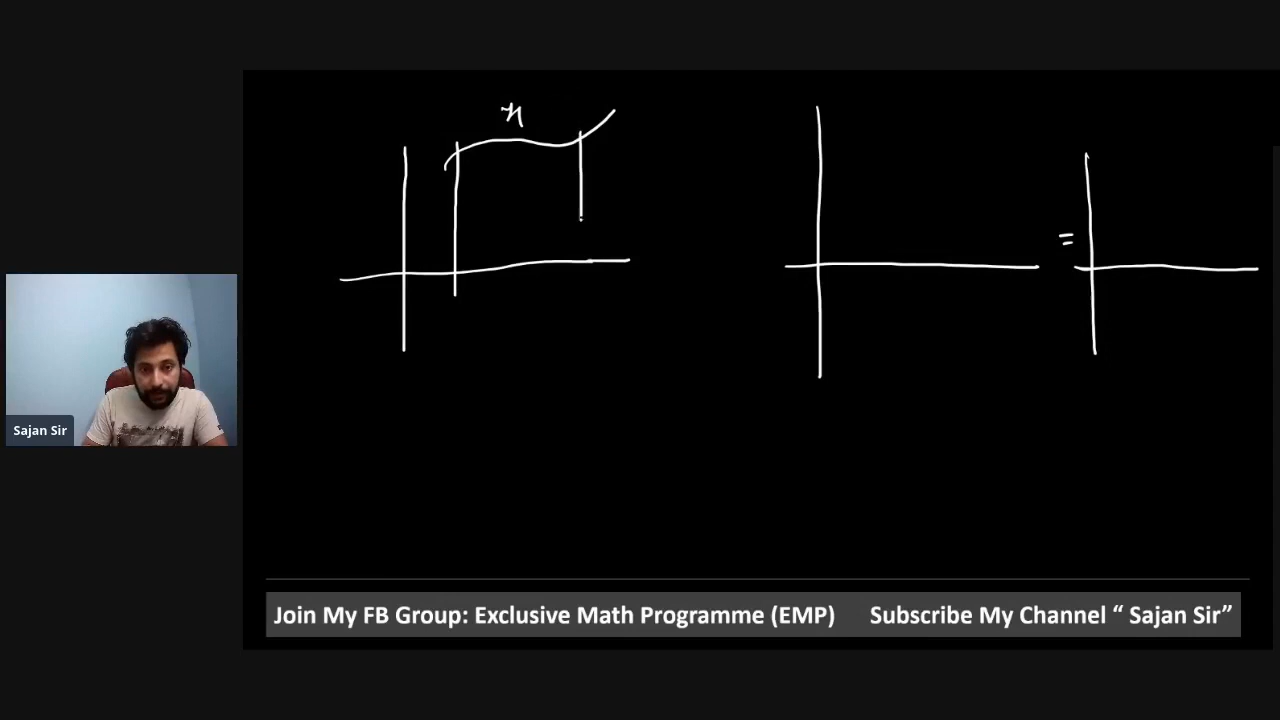 x
=
Sajan Sir
Join My FB Group: Exclusive Math Programme (EMP) Subscribe My Channel “ Sajan Sir”